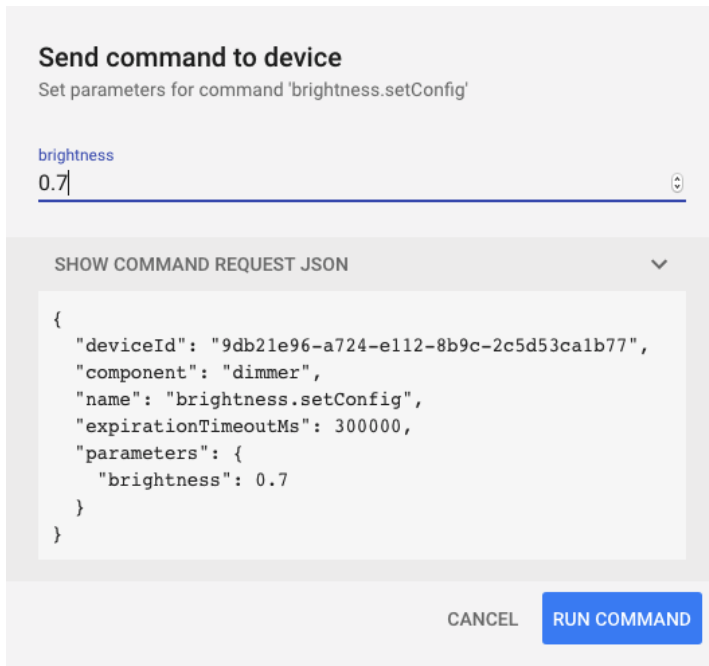 Send command to device
Set parameters for command 'brightness.setConfig'
brightness
0.7
SHOW COMMAND REQUEST JSON
{
  "deviceId": "9db21e96-a724-e112-8b9c-2c5d53ca1b77",
  "component": "dimmer",
  "name": "brightness.setConfig",
  "expirationTimeoutMs": 300000,
  "parameters": {
    "brightness": 0.7
  }
}
CANCEL
RUN COMMAND